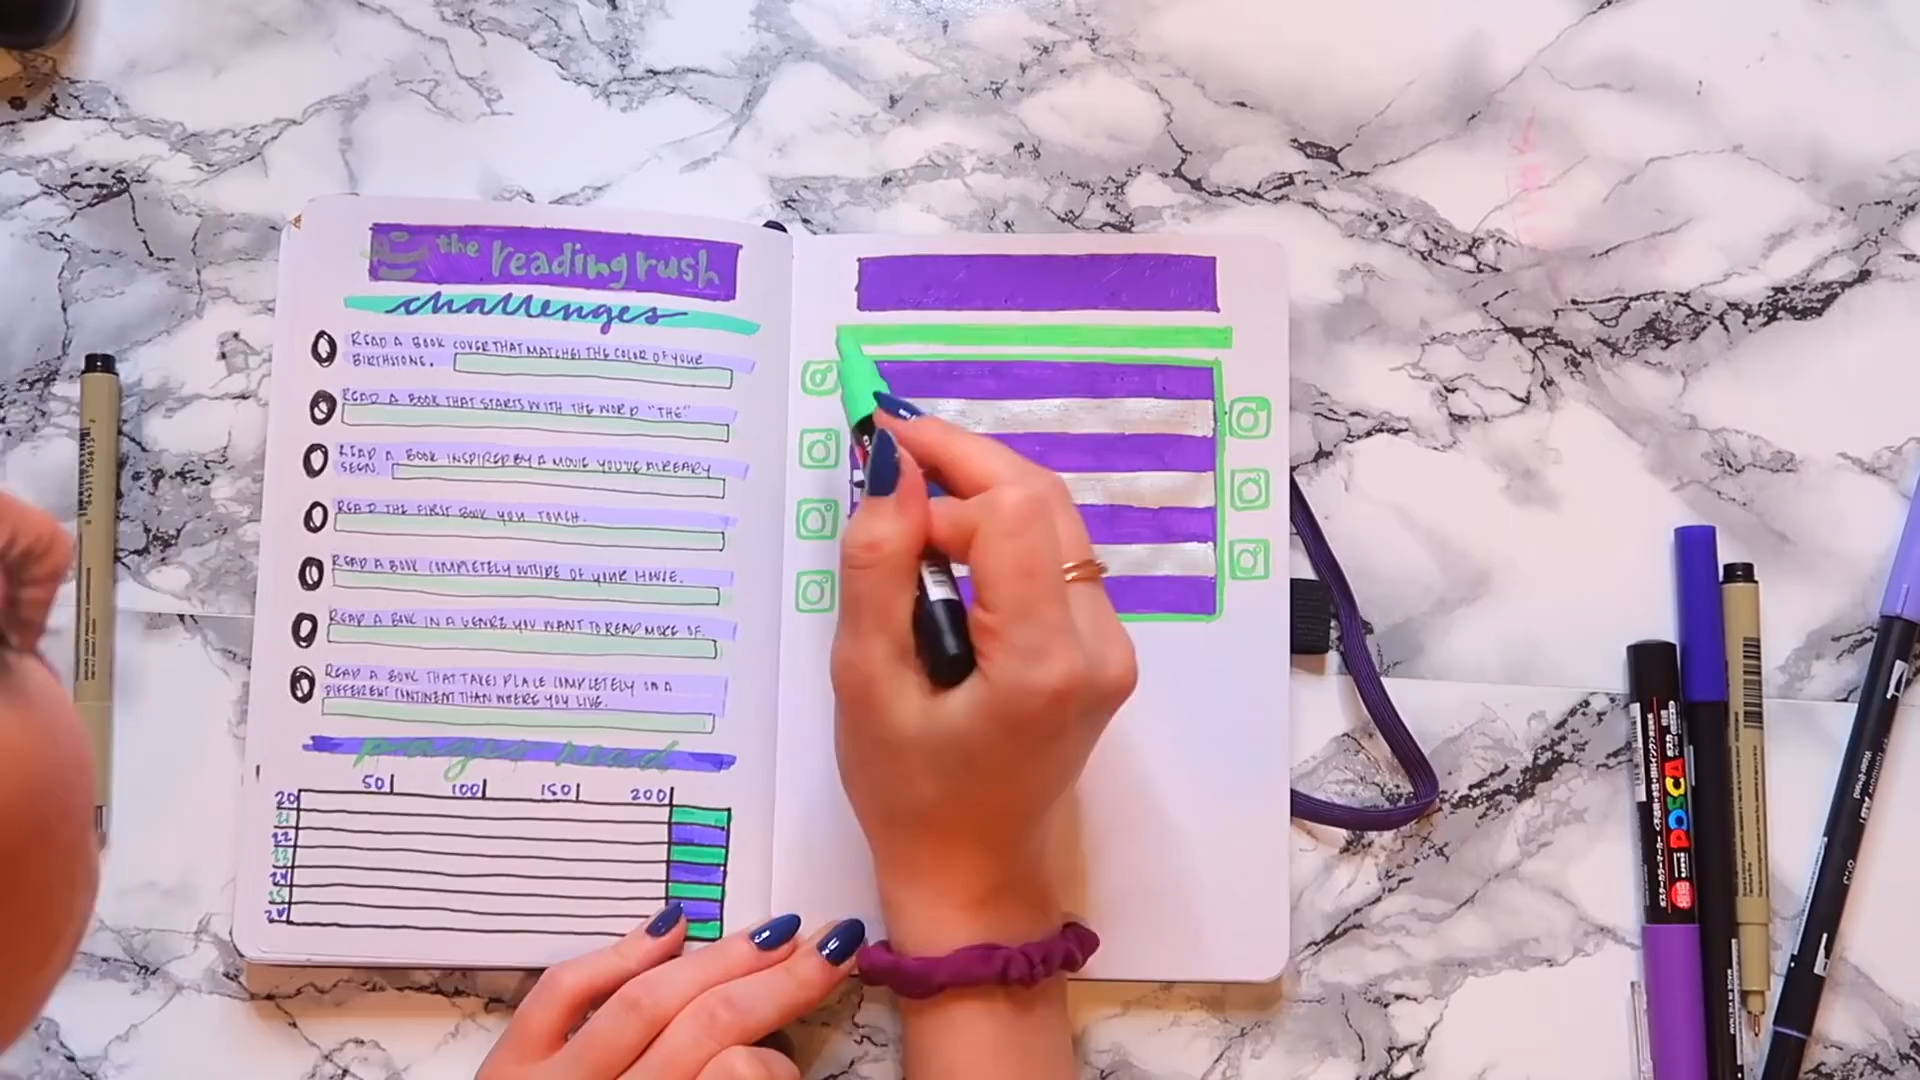 the reading rush
challenges
READ A BOOK COVER THAT MATCHES THE COLOR OF YOUR
BIRTHSTONE.
READ A BOOK THAT STARTS WITH THE WORD "THE"
READ A BOOK INSPIRED BY A MOVIE YOU'VE ALREADY
SEEN.
READ THE FIRST BOOK YOU TOUCH.
READ A BOOK COMPLETELY OUTSIDE OF YOUR HOUSE.
READ A BOOK IN A GENRE YOU WANT TO READ MORE OF.
READ A BOOK THAT TAKES PLACE COMPLETELY ON A
DIFFERENT CONTINENT THAN WHERE YOU LIVE.
pages read
50 100 150 200
20
21
22
23
24
25
26
uni POSCA
MADE IN VIETNAM